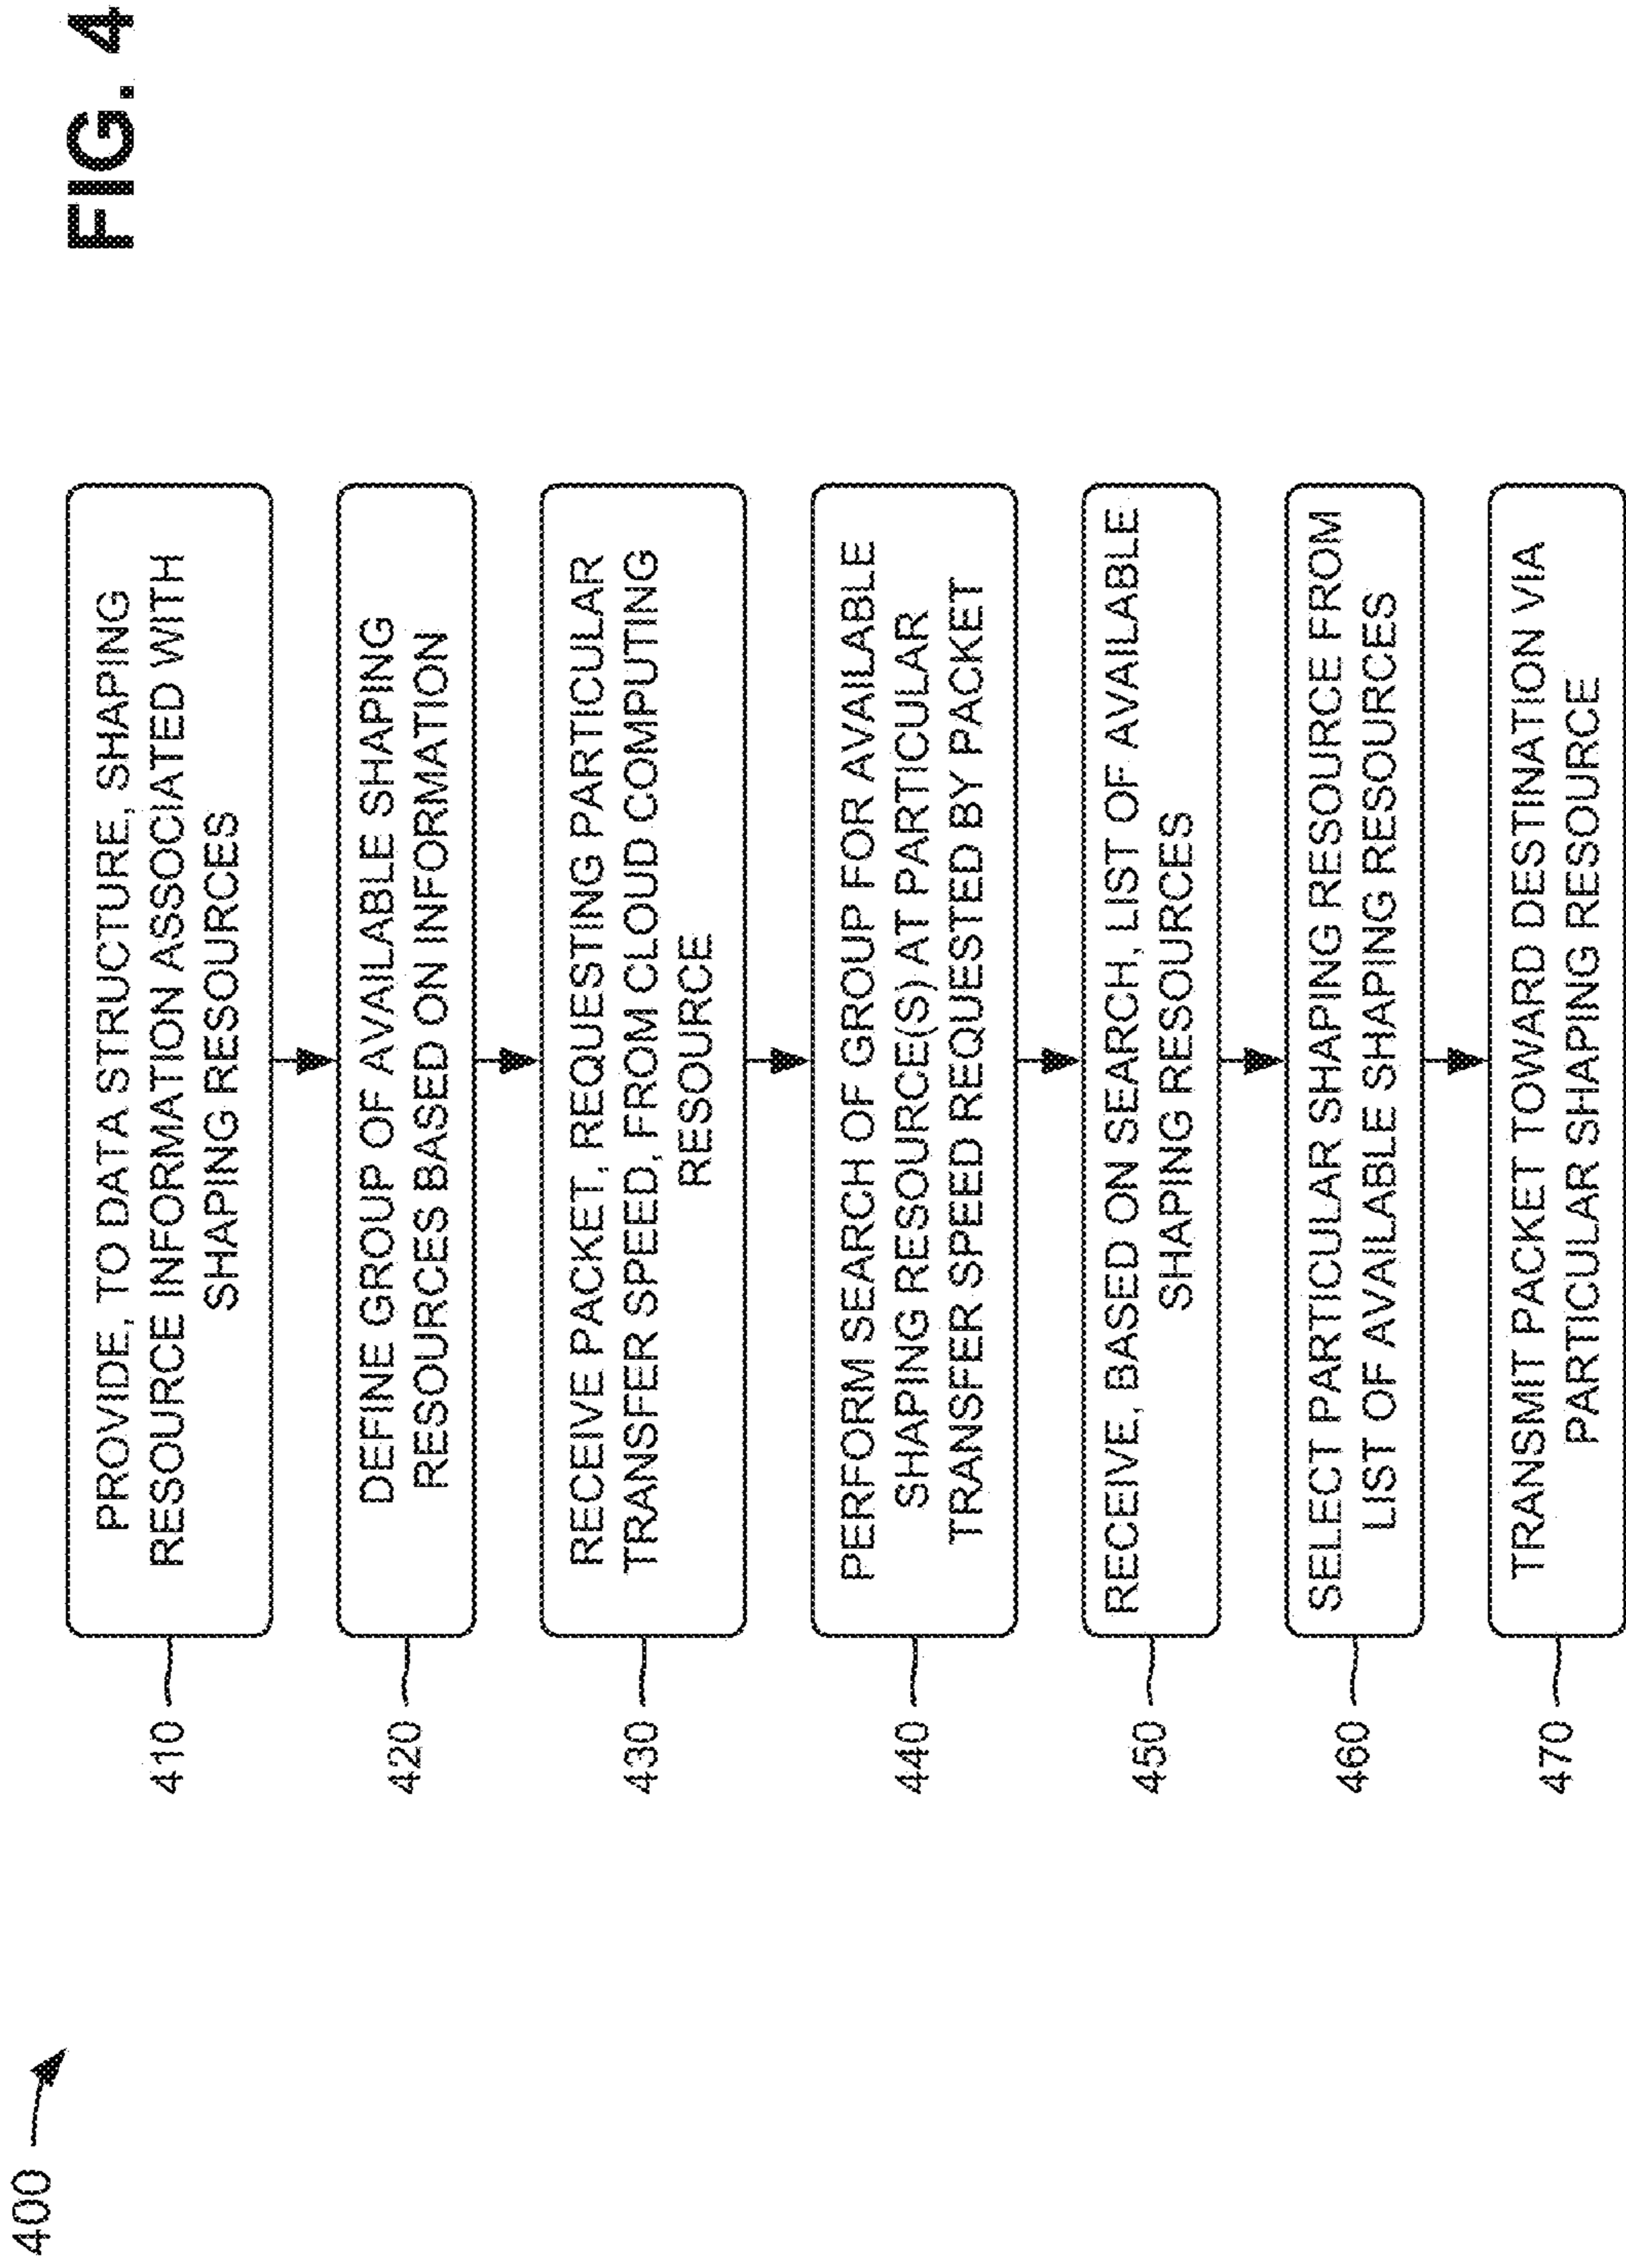 FIG. 4
400
410
PROVIDE, TO DATA STRUCTURE, SHAPING
RESOURCE INFORMATION ASSOCIATED WITH
SHAPING RESOURCES
420
DEFINE GROUP OF AVAILABLE SHAPING
RESOURCES BASED ON INFORMATION
430
RECEIVE PACKET, REQUESTING PARTICULAR
TRANSFER SPEED, FROM CLOUD COMPUTING
RESOURCE
440
PERFORM SEARCH OF GROUP FOR AVAILABLE
SHAPING RESOURCE(S) AT PARTICULAR
TRANSFER SPEED REQUESTED BY PACKET
450
RECEIVE, BASED ON SEARCH, LIST OF AVAILABLE
SHAPING RESOURCES
460
SELECT PARTICULAR SHAPING RESOURCE FROM
LIST OF AVAILABLE SHAPING RESOURCES
470
TRANSMIT PACKET TOWARD DESTINATION VIA
PARTICULAR SHAPING RESOURCE